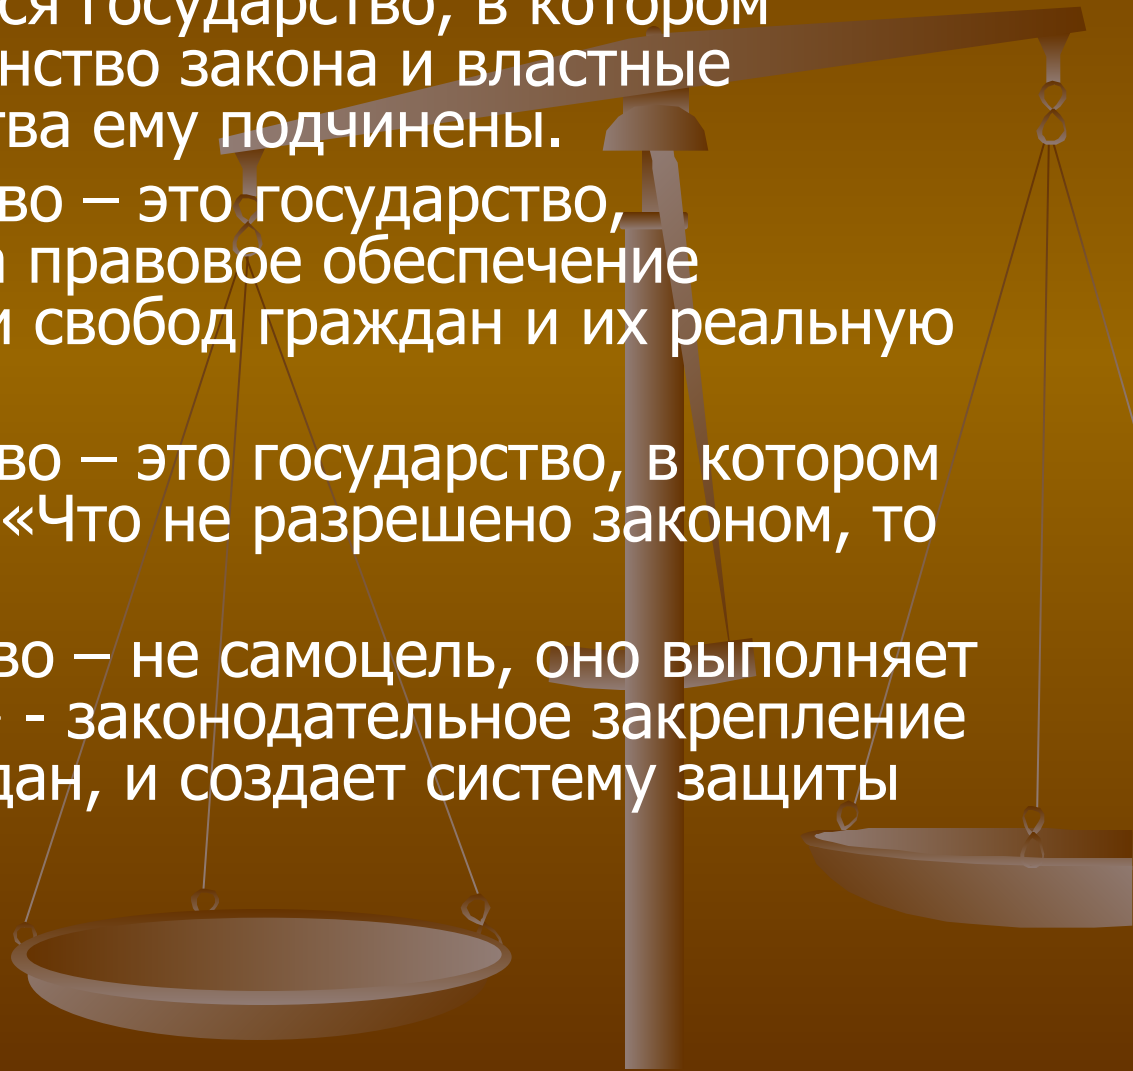 ся государство, в котором
нство закона и властные
тва ему подчинены.
во – это государство,
правовое обеспечение
и свобод граждан и их реальную
во – это государство, в котором
«Что не разрешено законом, то
во – не самоцель, оно выполняет
- законодательное закрепление
дан, и создает систему защиты